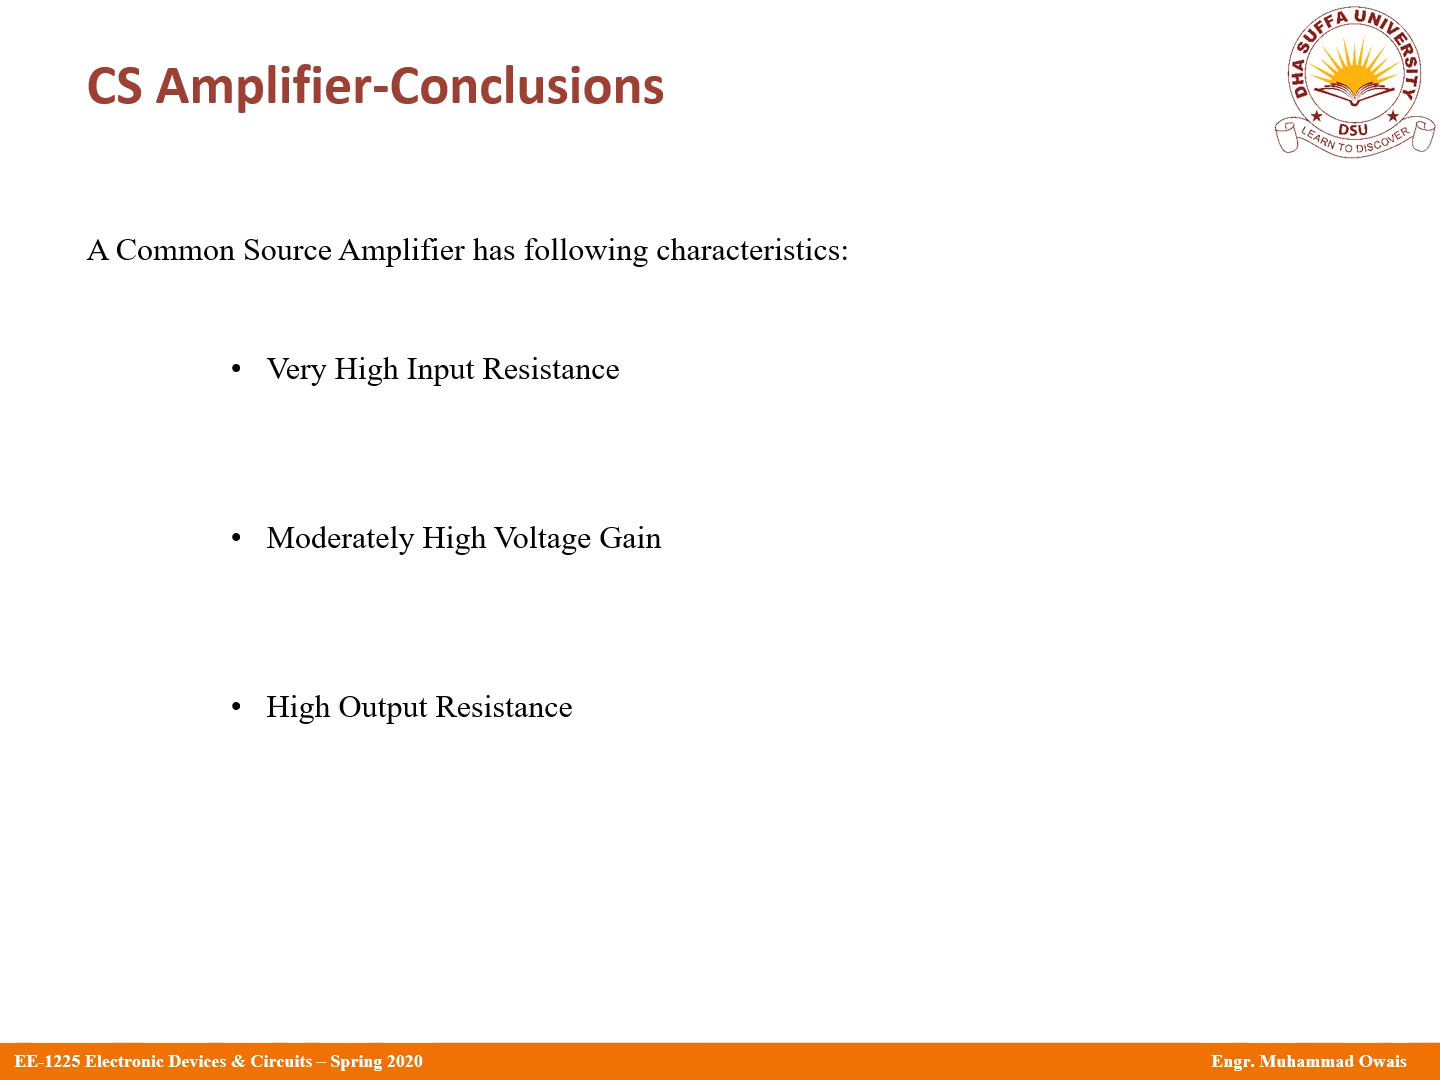 CS Amplifier-Conclusions
DHA SUFFA UNIVERSITY
DSU
LEARN TO DISCOVER
A Common Source Amplifier has following characteristics:
• Very High Input Resistance
• Moderately High Voltage Gain
• High Output Resistance
EE-1225 Electronic Devices & Circuits – Spring 2020
Engr. Muhammad Owais